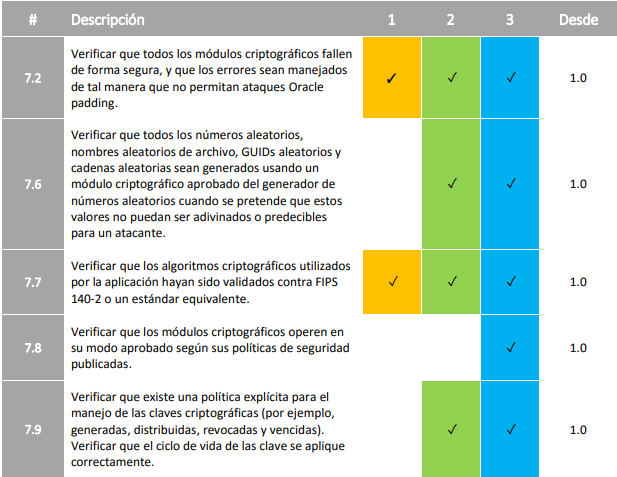 # Descripción 1 2 3 Desde
Verificar que todos los módulos criptográficos fallen
de forma segura, y que los errores sean manejados
7.2 de tal manera que no permitan ataques Oracle ✓ ✓ ✓ 1.0
padding.
Verificar que todos los números aleatorios,
nombres aleatorios de archivo, GUIDs aleatorios y
cadenas aleatorias sean generados usando un
7.6 módulo criptográfico aprobado del generador de ✓ ✓ 1.0
números aleatorios cuando se pretende que estos
valores no puedan ser adivinados o predecibles
para un atacante.
Verificar que los algoritmos criptográficos utilizados
7.7 por la aplicación hayan sido validados contra FIPS ✓ ✓ ✓ 1.0
140-2 o un estándar equivalente.
Verificar que los módulos criptográficos operen en
7.8 su modo aprobado según sus políticas de seguridad ✓ 1.0
publicadas.
Verificar que existe una política explícita para el
manejo de las claves criptográficas (por ejemplo,
7.9 generadas, distribuidas, revocadas y vencidas). ✓ ✓ 1.0
Verificar que el ciclo de vida de las clave se aplique
correctamente.